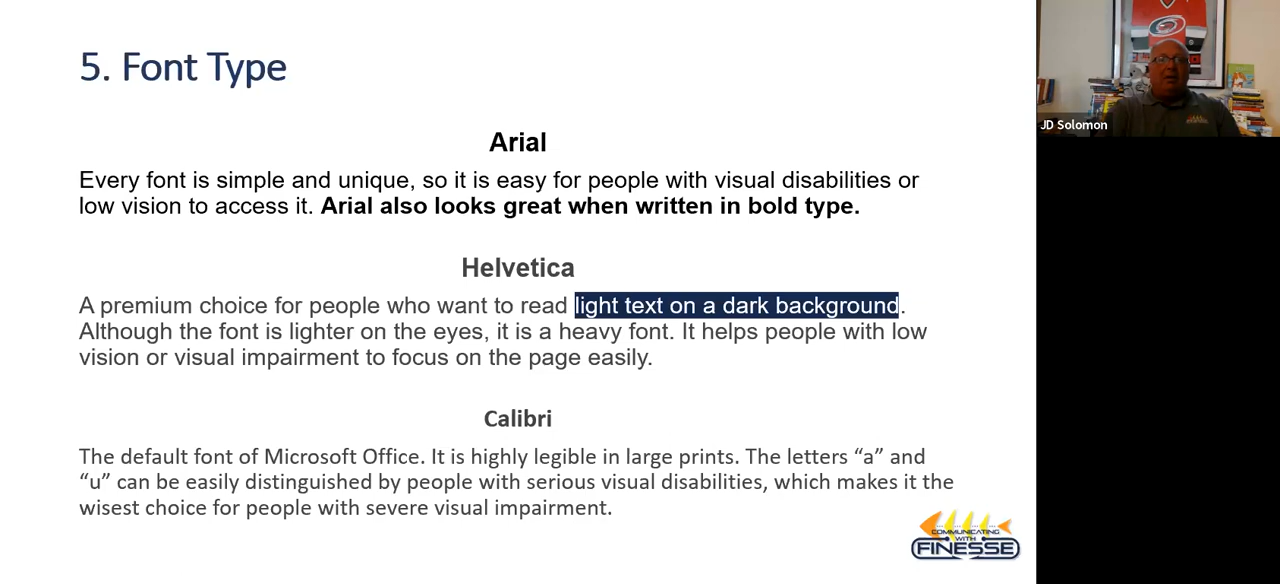 5. Font Type
JD Solomon
Arial
Every font is simple and unique, so it is easy for people with visual disabilities or
low vision to access it. Arial also looks great when written in bold type.
Helvetica
A premium choice for people who want to read light text on a dark background.
Although the font is lighter on the eyes, it is a heavy font. It helps people with low
vision or visual impairment to focus on the page easily.
Calibri
The default font of Microsoft Office. It is highly legible in large prints. The letters “a” and
“u” can be easily distinguished by people with serious visual disabilities, which makes it the
wisest choice for people with severe visual impairment.
COMMUNICATING
WITH
FINESSE